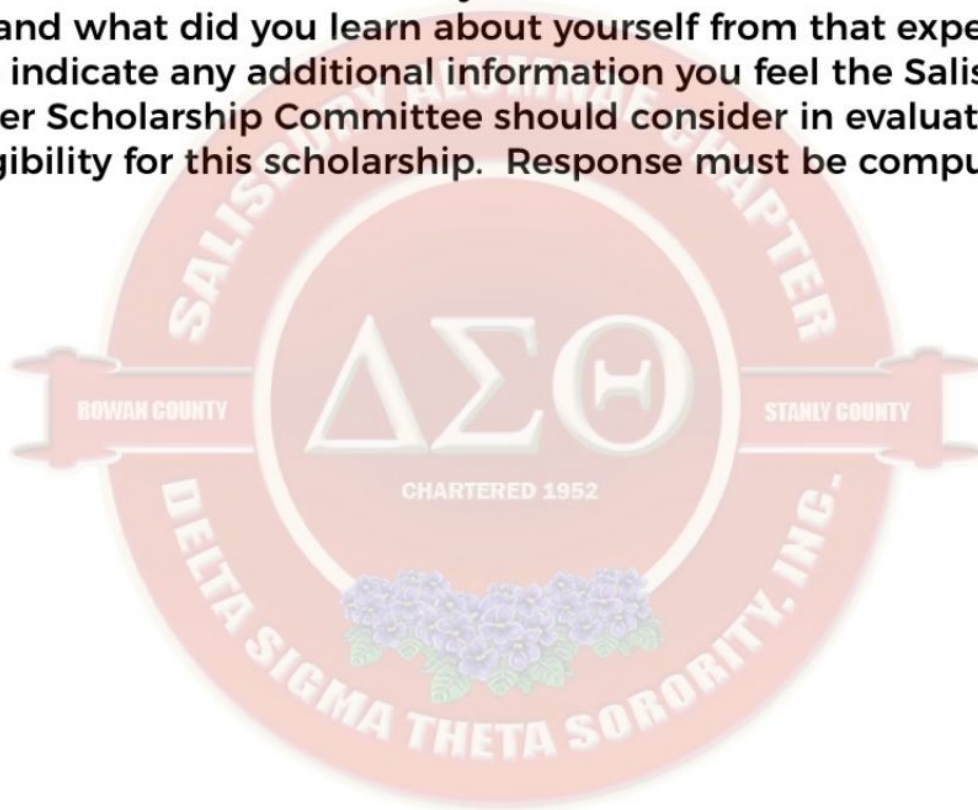 and what did you learn about yourself from that expe
indicate any additional information you feel the Salis
er Scholarship Committee should consider in evaluat
gibility for this scholarship.  Response must be compu
SALISBURY ALUMNAE CHAPTER
ROWAN COUNTY
ΔΣΘ
STANLY COUNTY
CHARTERED 1952
DELTA SIGMA THETA SORORITY, INC.